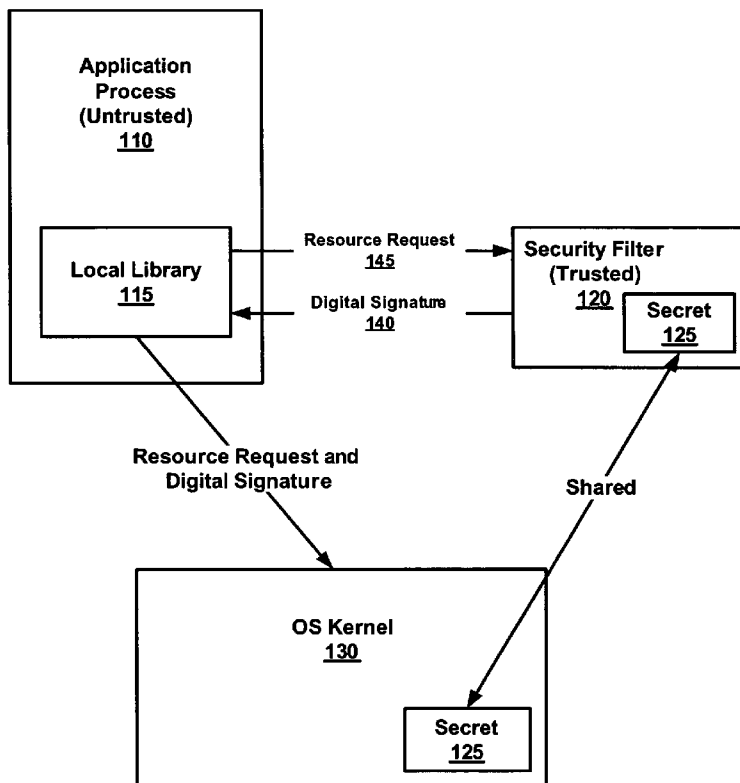 Application
Process
(Untrusted)
110
Local Library
115
Resource Request
145
Digital Signature
140
Security Filter
(Trusted)
120
Secret
125
Resource Request and
Digital Signature
Shared
OS Kernel
130
Secret
125